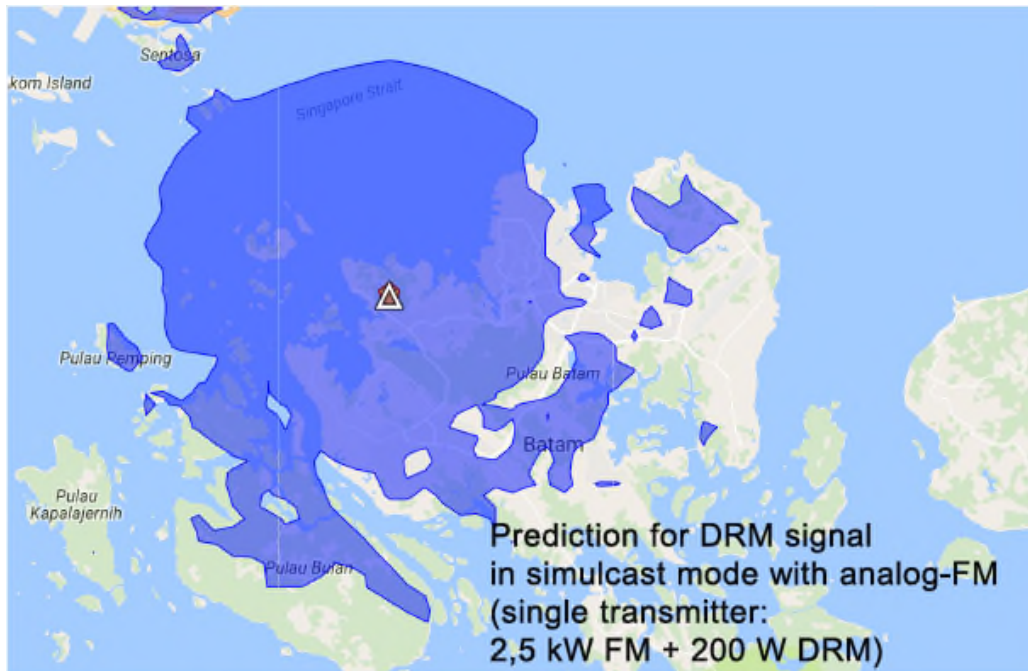 Sentosa
kom Island
Singapore Strait
Pulau Pemping
Pulau Batam
Batam
Pulau
Kapalajernih
Pulau Bulan
Prediction for DRM signal
in simulcast mode with analog-FM
(single transmitter:
2,5 kW FM + 200 W DRM)